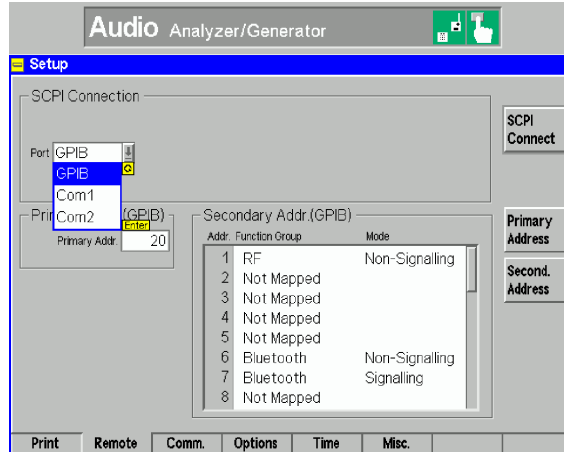 Audio Analyzer/Generator
Setup
SCPI Connection
Port GPIB
GPIB
Com1
Com2
SCPI
Connect
(GPIB)
Enter
Primary Addr. 20
Secondary Addr.(GPIB)
Addr. Function Group Mode
1 RF Non-Signalling
2 Not Mapped
3 Not Mapped
4 Not Mapped
5 Not Mapped
6 Bluetooth Non-Signalling
7 Bluetooth Signalling
8 Not Mapped
Primary
Address
Second.
Address
Print Remote Comm. Options Time Misc.